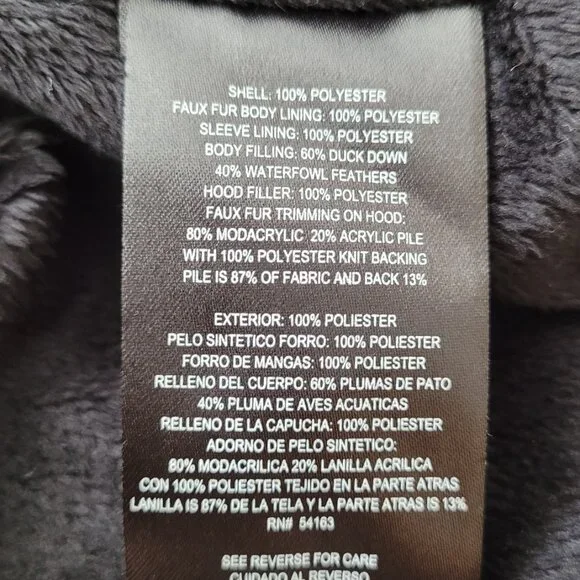 SHELL: 100% POLYESTER
FAUX FUR BODY LINING: 100% POLYESTER
SLEEVE LINING: 100% POLYESTER
BODY FILLING: 60% DUCK DOWN
40% WATERFOWL FEATHERS
HOOD FILLER: 100% POLYESTER
FAUX FUR TRIMMING ON HOOD:
80% MODACRYLIC 20% ACRYLIC PILE
WITH 100% POLYESTER KNIT BACKING
PILE IS 87% OF FABRIC AND BACK 13%
EXTERIOR: 100% POLIESTER
PELO SINTETICO FORRO: 100% POLIESTER
FORRO DE MANGAS: 100% POLIESTER
RELLENO DEL CUERPO: 60% PLUMAS DE PATO
40% PLUMA DE AVES ACUATICAS
RELLENO DE LA CAPUCHA: 100% POLIESTER
ADORNO DE PELO SINTETICO:
80% MODACRILICA 20% LANILLA ACRILICA
CON 100% POLIESTER TEJIDO EN LA PARTE ATRAS
LANILLA IS 87% DE LA TELA Y LA PARTE ATRAS IS 13%
RN# 54163
SEE REVERSE FOR CARE
CUIDADO AL REVERSO